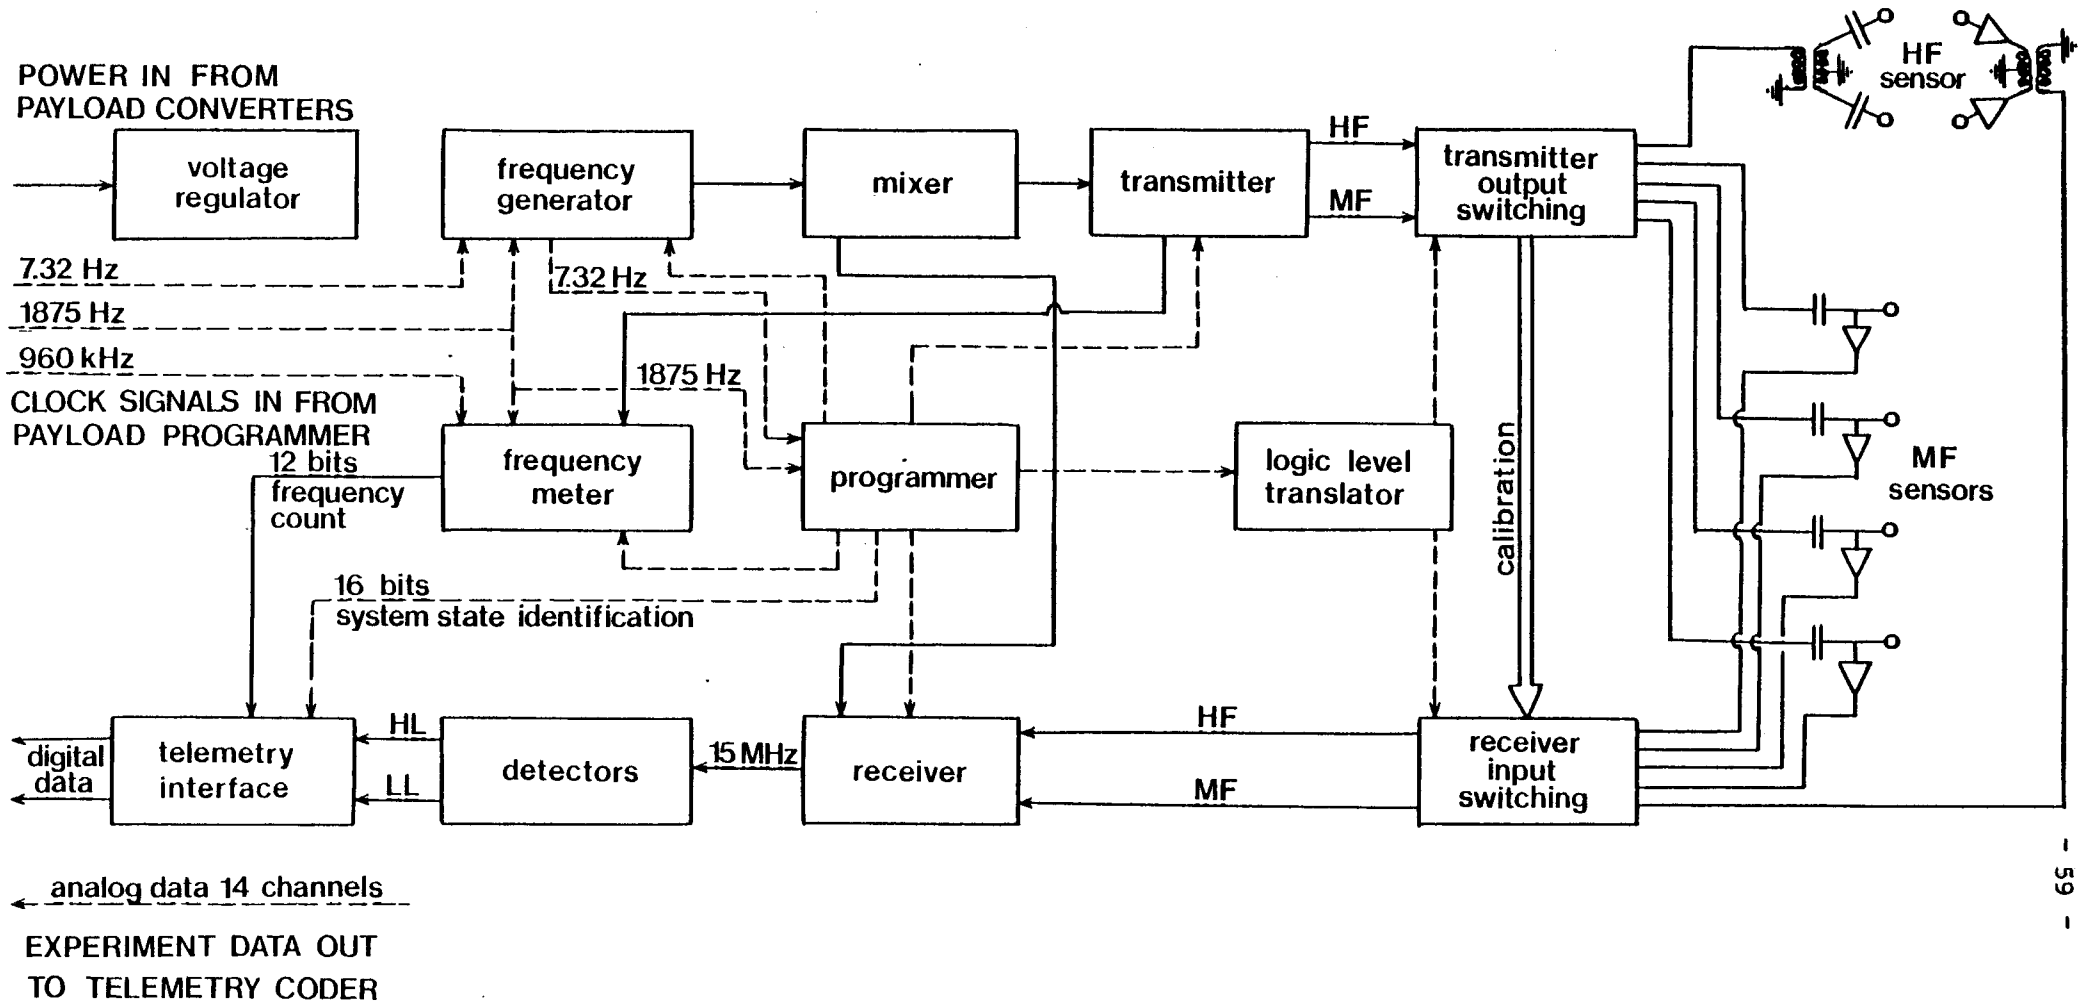 POWER IN FROM
PAYLOAD CONVERTERS
HF
sensor
voltage
regulator
frequency
generator
mixer
transmitter
HF
MF
transmitter
output
switching
7.32 Hz
7.32 Hz
1875 Hz
960 kHz
1875 Hz
CLOCK SIGNALS IN FROM
PAYLOAD PROGRAMMER
12 bits
frequency
count
frequency
meter
programmer
logic level
translator
calibration
MF
sensors
16 bits
system state identification
digital
data
telemetry
interface
HL
LL
detectors
15 MHz
receiver
HF
MF
receiver
input
switching
analog data 14 channels
EXPERIMENT DATA OUT
TO TELEMETRY CODER
- 59 -